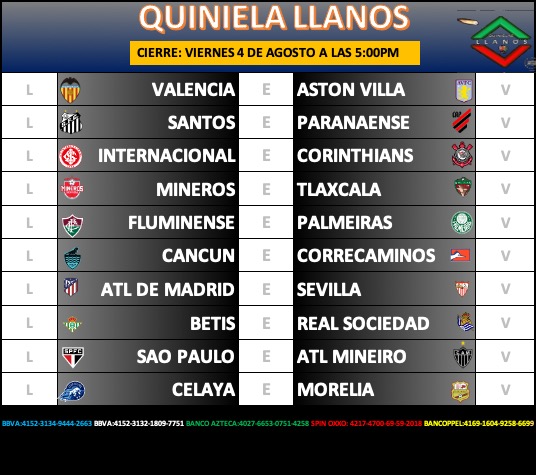 QUINIELA LLANOS
LLANOS
CIERRE: VIERNES 4 DE AGOSTO A LAS 5:00PM
L VALENCIA E ASTON VILLA V
L SANTOS E PARANAENSE V
L INTERNACIONAL E CORINTHIANS V
L MINEROS E TLAXCALA V
L FLUMINENSE E PALMEIRAS V
L CANCUN E CORRECAMINOS V
L ATL DE MADRID E SEVILLA V
L BETIS E REAL SOCIEDAD V
L SAO PAULO E ATL MINEIRO V
L CELAYA E MORELIA V
BBVA:4152-3134-9444-2663 BBVA:4152-3132-1809-7751 BANCO AZTECA:4027-6653-0751-4258 SPIN OXXO: 4217-4700-69-59-2018 BANCOPPEL:4169-1604-9258-6699